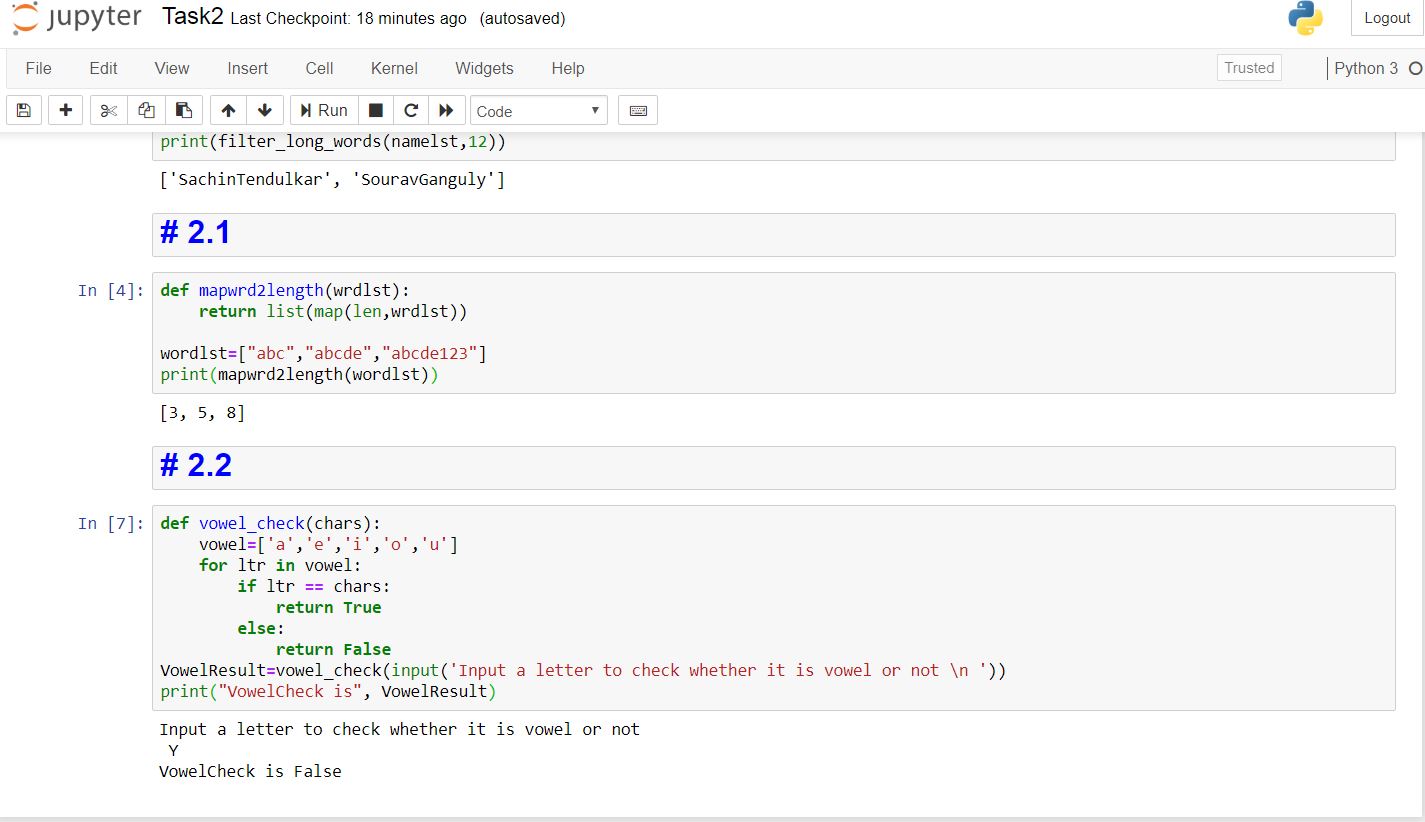 jupyter Task2 Last Checkpoint: 18 minutes ago (autosaved) Logout
File Edit View Insert Cell Kernel Widgets Help Trusted Python 3
Run Code
print(filter_long_words(namelst,12))
['SachinTendulkar', 'SouravGanguly']
# 2.1
In [4]: def mapwrd2length(wrdlst):
    return list(map(len,wrdlst))
wordlst=["abc","abcde","abcde123"]
print(mapwrd2length(wordlst))
[3, 5, 8]
# 2.2
In [7]: def vowel_check(chars):
    vowel=['a','e','i','o','u']
    for ltr in vowel:
        if ltr == chars:
            return True
        else:
            return False
VowelResult=vowel_check(input('Input a letter to check whether it is vowel or not \n '))
print("VowelCheck is", VowelResult)
Input a letter to check whether it is vowel or not
 Y
VowelCheck is False